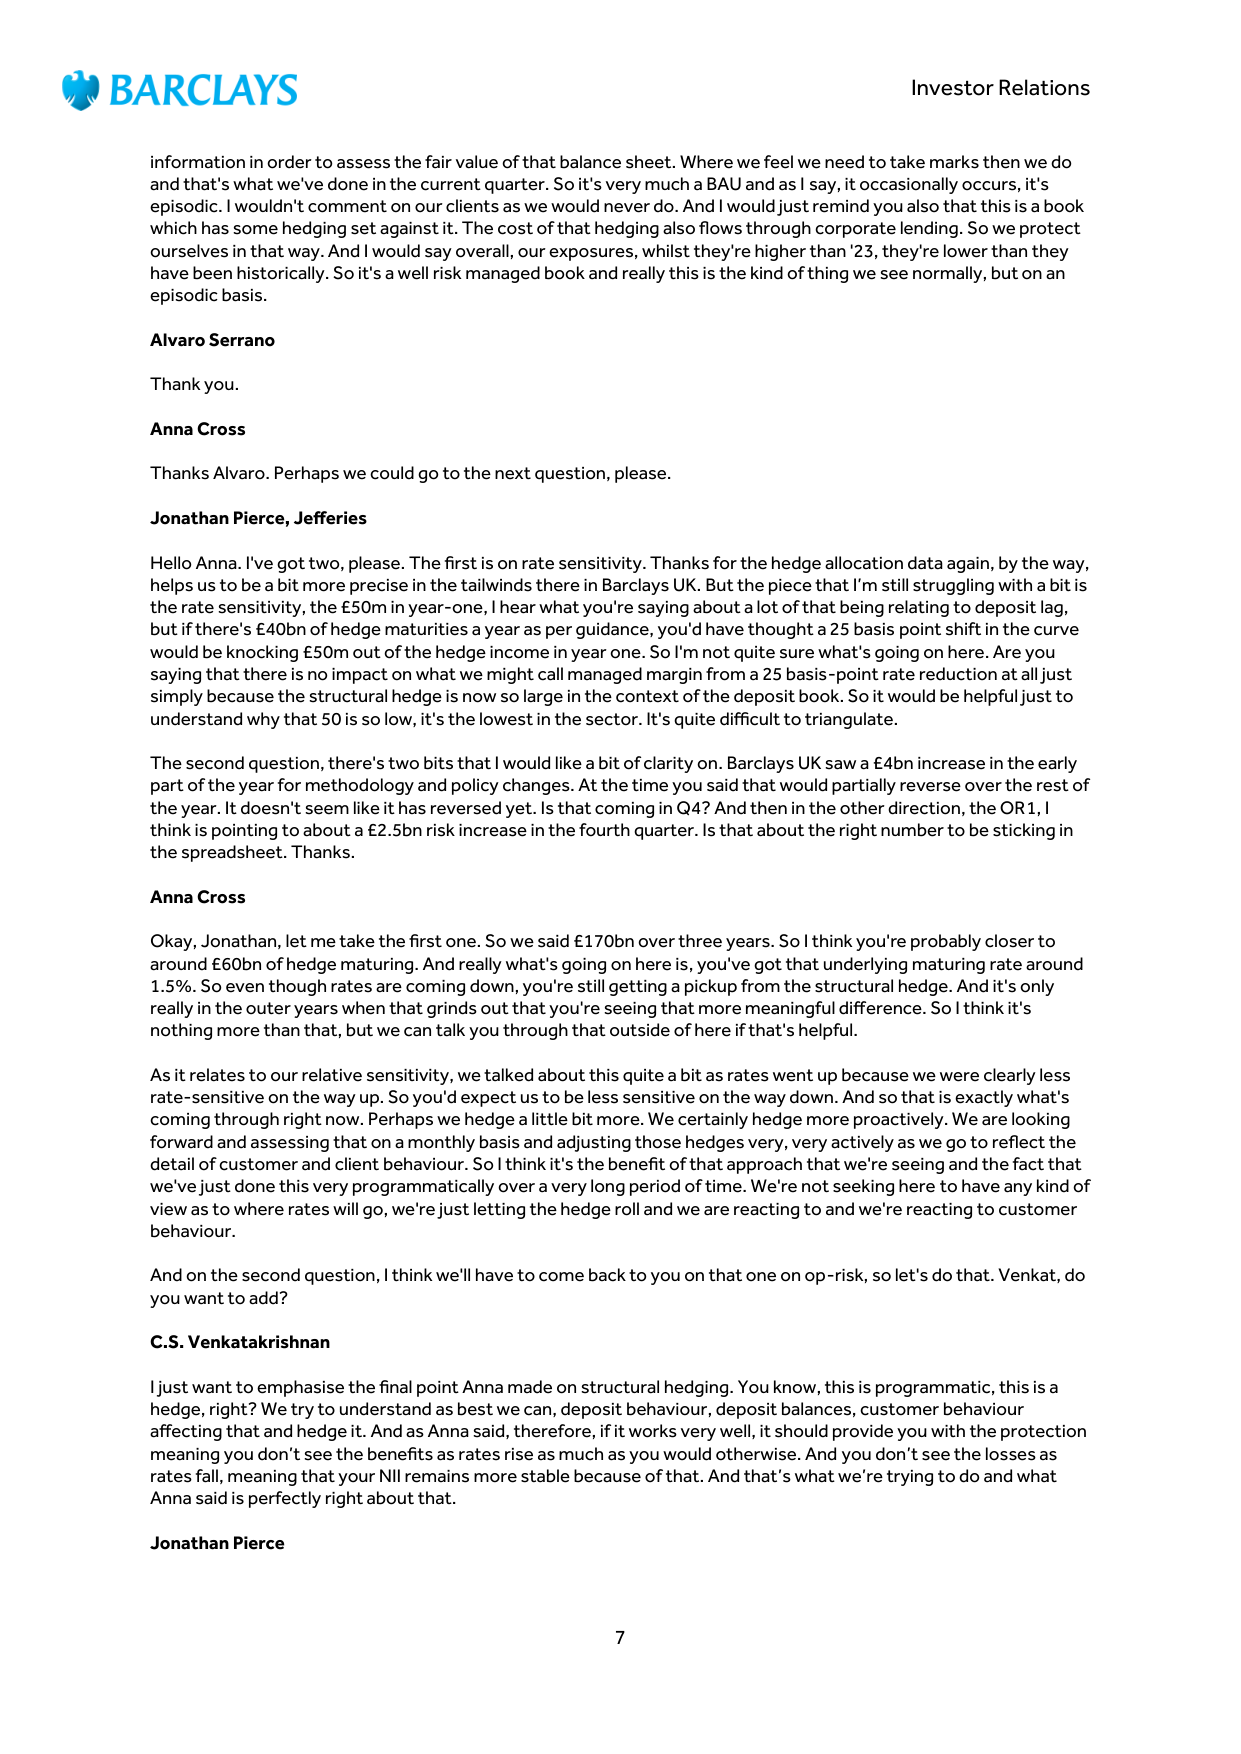 BARCLAYS
Investor Relations
information in order to assess the fair value of that balance sheet. Where we feel we need to take marks then we do
and that's what we've done in the current quarter. So it's very much a BAU and as I say, it occasionally occurs, it's
episodic. I wouldn't comment on our clients as we would never do. And I would just remind you also that this is a book
which has some hedging set against it. The cost of that hedging also flows through corporate lending. So we protect
ourselves in that way. And I would say overall, our exposures, whilst they're higher than '23, they're lower than they
have been historically. So it's a well risk managed book and really this is the kind of thing we see normally, but on an
episodic basis.
Alvaro Serrano
Thank you.
Anna Cross
Thanks Alvaro. Perhaps we could go to the next question, please.
Jonathan Pierce, Jefferies
Hello Anna. I've got two, please. The first is on rate sensitivity. Thanks for the hedge allocation data again, by the way,
helps us to be a bit more precise in the tailwinds there in Barclays UK. But the piece that I'm still struggling with a bit is
the rate sensitivity, the £50m in year-one, I hear what you're saying about a lot of that being relating to deposit lag,
but if there's £40bn of hedge maturities a year as per guidance, you'd have thought a 25 basis point shift in the curve
would be knocking £50m out of the hedge income in year one. So I'm not quite sure what's going on here. Are you
saying that there is no impact on what we might call managed margin from a 25 basis-point rate reduction at all just
simply because the structural hedge is now so large in the context of the deposit book. So it would be helpful just to
understand why that 50 is so low, it's the lowest in the sector. It's quite difficult to triangulate.
The second question, there's two bits that I would like a bit of clarity on. Barclays UK saw a £4bn increase in the early
part of the year for methodology and policy changes. At the time you said that would partially reverse over the rest of
the year. It doesn't seem like it has reversed yet. Is that coming in Q4? And then in the other direction, the OR1, I
think is pointing to about a £2.5bn risk increase in the fourth quarter. Is that about the right number to be sticking in
the spreadsheet. Thanks.
Anna Cross
Okay, Jonathan, let me take the first one. So we said £170bn over three years. So I think you're probably closer to
around £60bn of hedge maturing. And really what's going on here is, you've got that underlying maturing rate around
1.5%. So even though rates are coming down, you're still getting a pickup from the structural hedge. And it's only
really in the outer years when that grinds out that you're seeing that more meaningful difference. So I think it's
nothing more than that, but we can talk you through that outside of here if that's helpful.
As it relates to our relative sensitivity, we talked about this quite a bit as rates went up because we were clearly less
rate-sensitive on the way up. So you'd expect us to be less sensitive on the way down. And so that is exactly what's
coming through right now. Perhaps we hedge a little bit more. We certainly hedge more proactively. We are looking
forward and assessing that on a monthly basis and adjusting those hedges very, very actively as we go to reflect the
detail of customer and client behaviour. So I think it's the benefit of that approach that we're seeing and the fact that
we've just done this very programmatically over a very long period of time. We're not seeking here to have any kind of
view as to where rates will go, we're just letting the hedge roll and we are reacting to and we're reacting to customer
behaviour.
And on the second question, I think we'll have to come back to you on that one on op-risk, so let's do that. Venkat, do
you want to add?
C.S. Venkatakrishnan
I just want to emphasise the final point Anna made on structural hedging. You know, this is programmatic, this is a
hedge, right? We try to understand as best we can, deposit behaviour, deposit balances, customer behaviour
affecting that and hedge it. And as Anna said, therefore, if it works very well, it should provide you with the protection
meaning you don't see the benefits as rates rise as much as you would otherwise. And you don't see the losses as
rates fall, meaning that your NII remains more stable because of that. And that's what we're trying to do and what
Anna said is perfectly right about that.
Jonathan Pierce
7